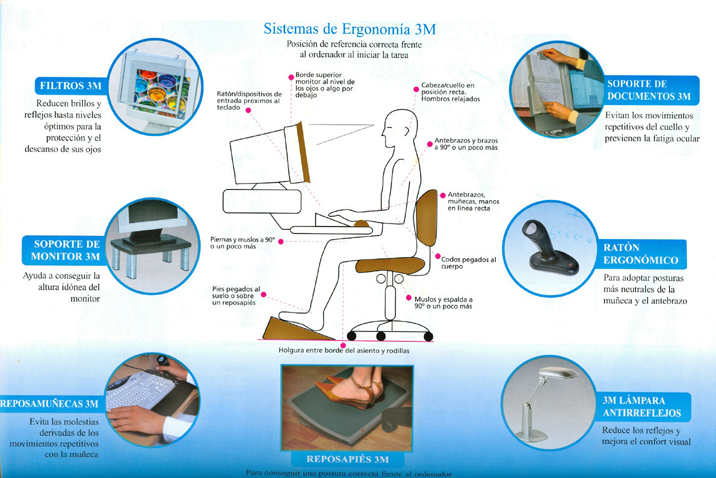 Sistemas de Ergonomía 3M
Posición de referencia correcta frente
al ordenador al iniciar la tarea
FILTROS 3M
Reducen brillos y
reflejos hasta niveles
óptimos para la
protección y el
descanso de sus ojos
SOPORTE DE
MONITOR 3M
Ayuda a conseguir la
altura idónea del
monitor
REPOSAMUÑECAS 3M
Evita las molestias
derivadas de los
movimientos repetitivos
con la muñeca
Borde superior
monitor al nivel de
los ojos o algo por
debajo
Ratón/dispositivos de
entrada próximos al
teclado
Cabeza/cuello en
posición recta.
Hombros relajados
Antebrazos y brazos
a 90º o un poco más
Antebrazos,
muñecas, manos
en línea recta
Piernas y muslos a 90º
o un poco más
Codos pegados al
cuerpo
Pies pegados al
suelo o sobre
un reposapiés
Muslos y espalda a
90º o un poco más
Holgura entre borde del asiento y rodillas
REPOSAPIÉS 3M
Para conseguir una postura correcta frente al ordenador
SOPORTE DE
DOCUMENTOS 3M
Evitan los movimientos
repetitivos del cuello y
previenen la fatiga ocular
RATÓN
ERGONÓMICO
Para adoptar posturas
más neutrales de la
muñeca y el antebrazo
3M LÁMPARA
ANTIRREFLEJOS
Reduce los reflejos y
mejora el confort visual